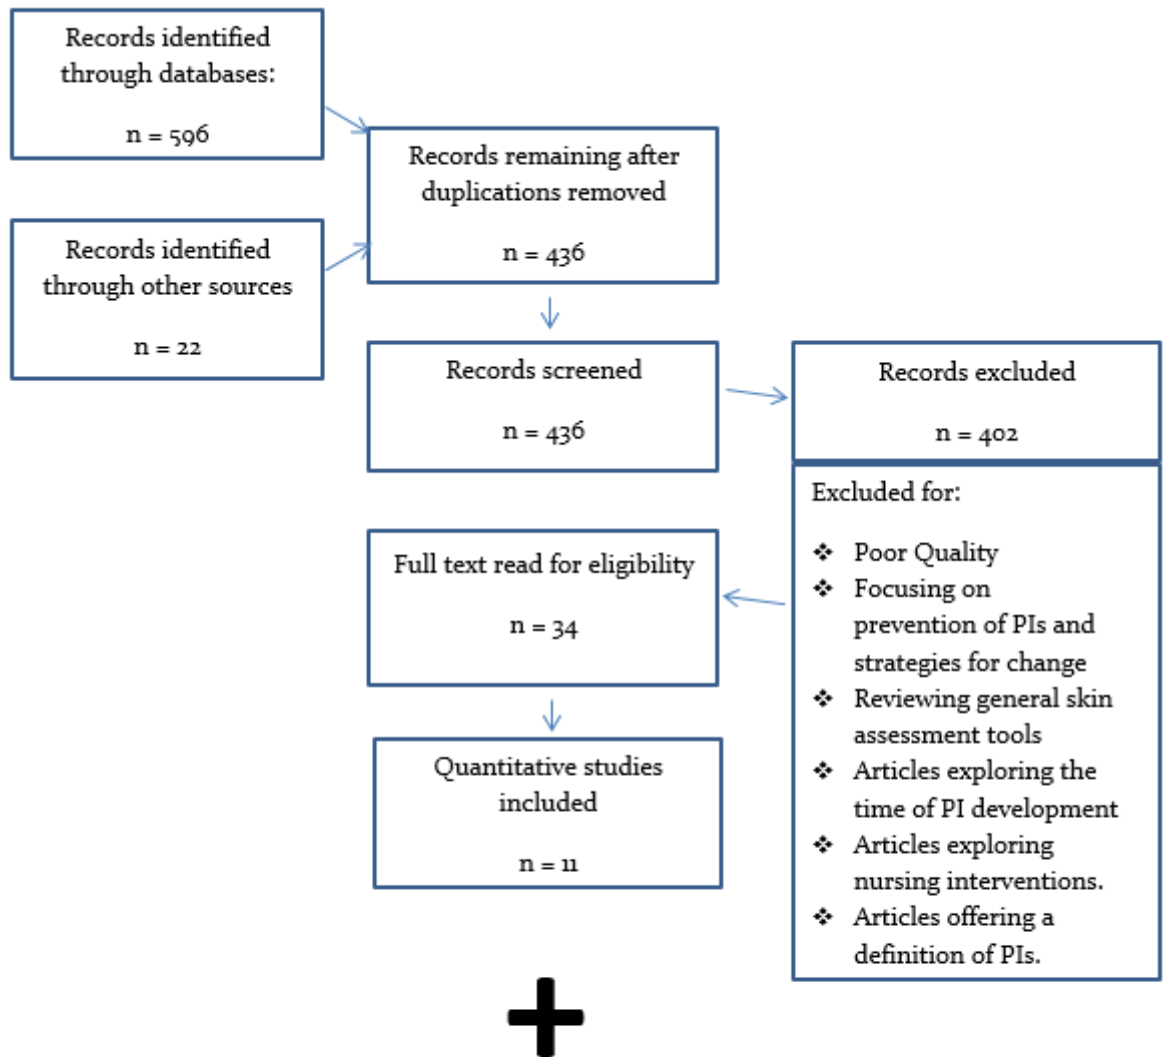 Records identified
through databases:
n = 596
Records identified
through other sources
n = 22
Records remaining after
duplications removed
n = 436
Records screened
n = 436
Records excluded
n = 402
Excluded for:
❖ Poor Quality
❖ Focusing on
prevention of PIs and
strategies for change
❖ Reviewing general skin
assessment tools
❖ Articles exploring the
time of PI development
❖ Articles exploring
nursing interventions.
❖ Articles offering a
definition of PIs.
Full text read for eligibility
n = 34
Quantitative studies
included
n = 11
+